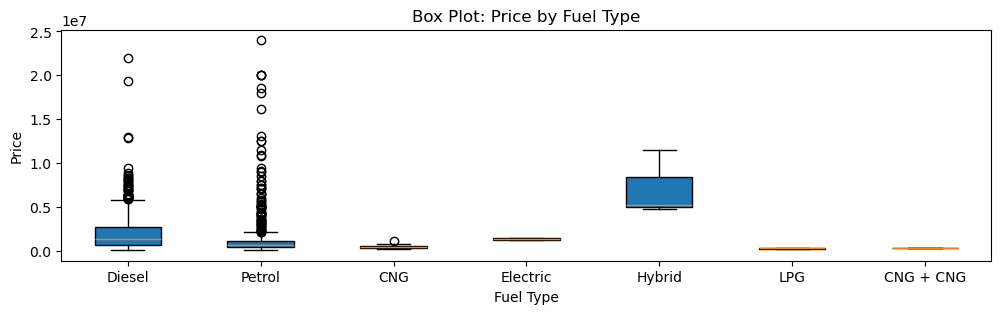 Box Plot: Price by Fuel Type
1e7
2.5
2.0
1.5
1.0
0.5
0.0
Price
Diesel Petrol CNG Electric Hybrid LPG CNG + CNG
Fuel Type